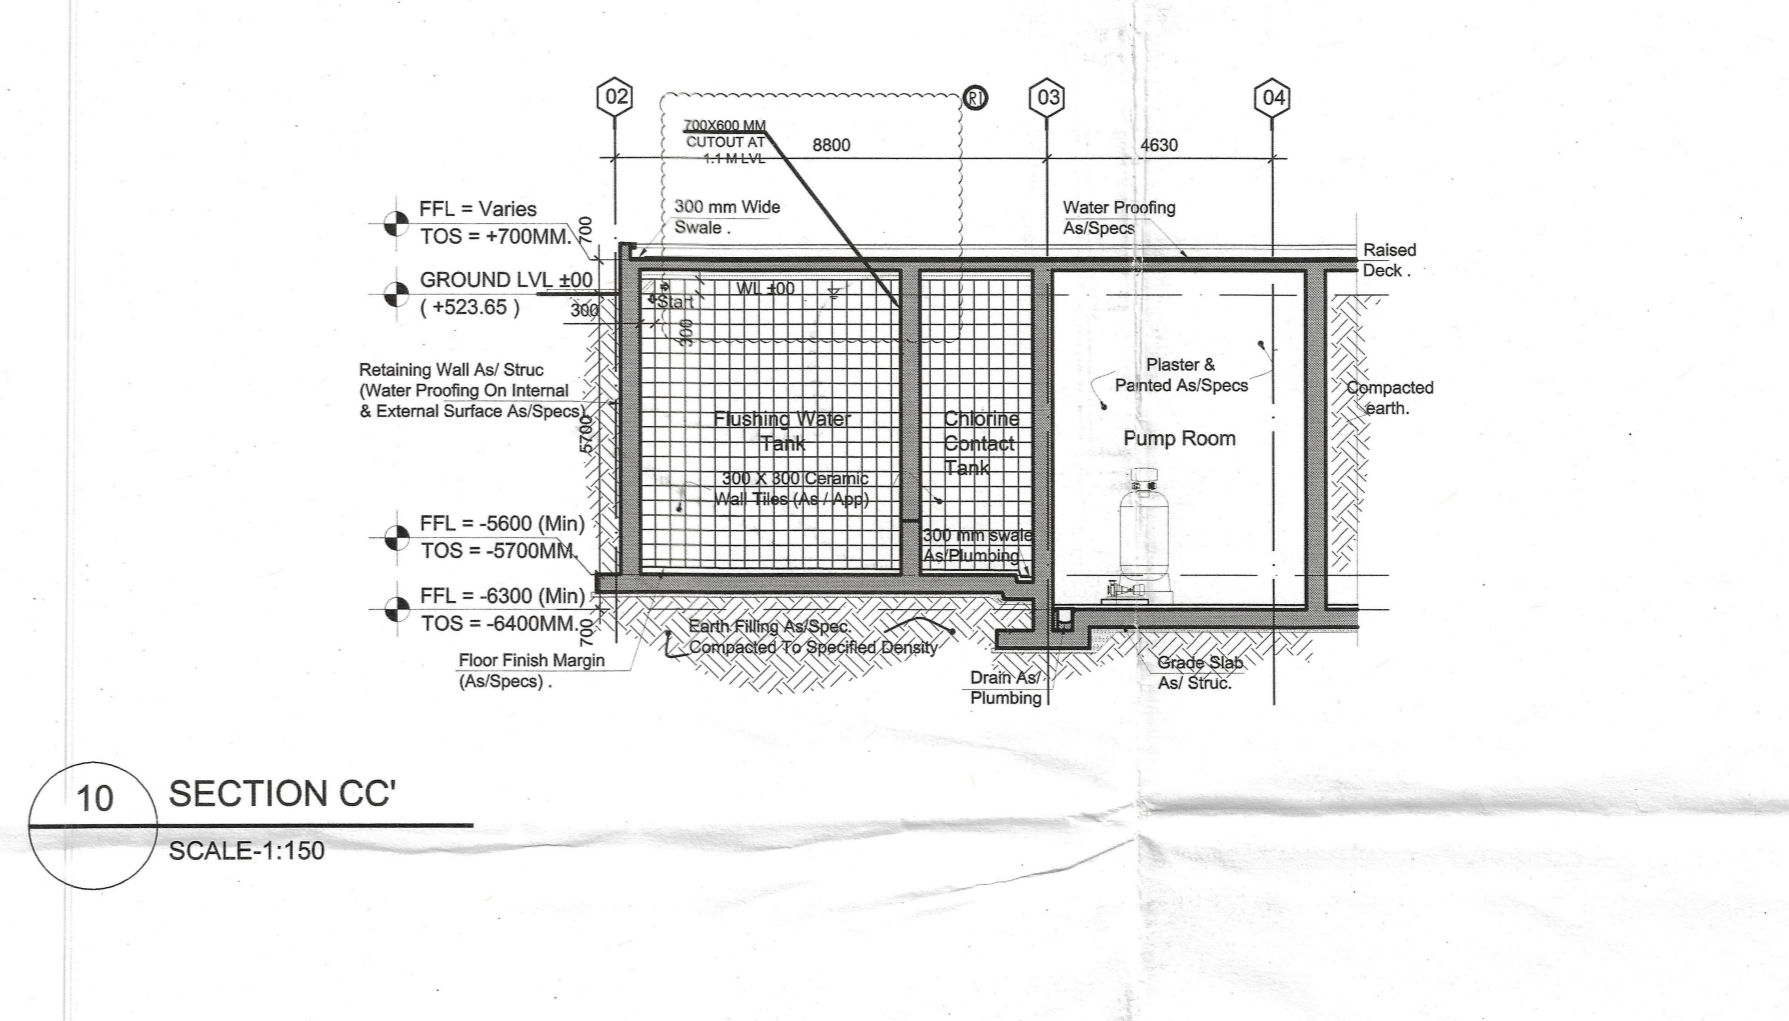 02
R1
03
04
700X600 MM
CUTOUT AT
1.1 M LVL
8800
4630
FFL = Varies
TOS = +700MM.
700
300 mm Wide
Swale .
Water Proofing
As/Specs
Raised
Deck .
GROUND LVL ±00
( +523.65 )
300
WL ±00
Start
300
Retaining Wall As/ Struc
(Water Proofing On Internal
& External Surface As/Specs)
5700
Plaster &
Painted As/Specs
Compacted
earth.
Flushing Water
Tank
Chlorine
Contact
Tank
Pump Room
300 X 300 Ceramic
Wall Tiles (As / App)
300 mm swale
As/Plumbing
FFL = -5600 (Min)
TOS = -5700MM.
FFL = -6300 (Min)
TOS = -6400MM.
700
Earth Filling As/Spec.
Compacted To Specified Density
Floor Finish Margin
(As/Specs) .
Drain As/
Plumbing
Grade Slab
As/ Struc.
10
SECTION CC'
SCALE-1:150